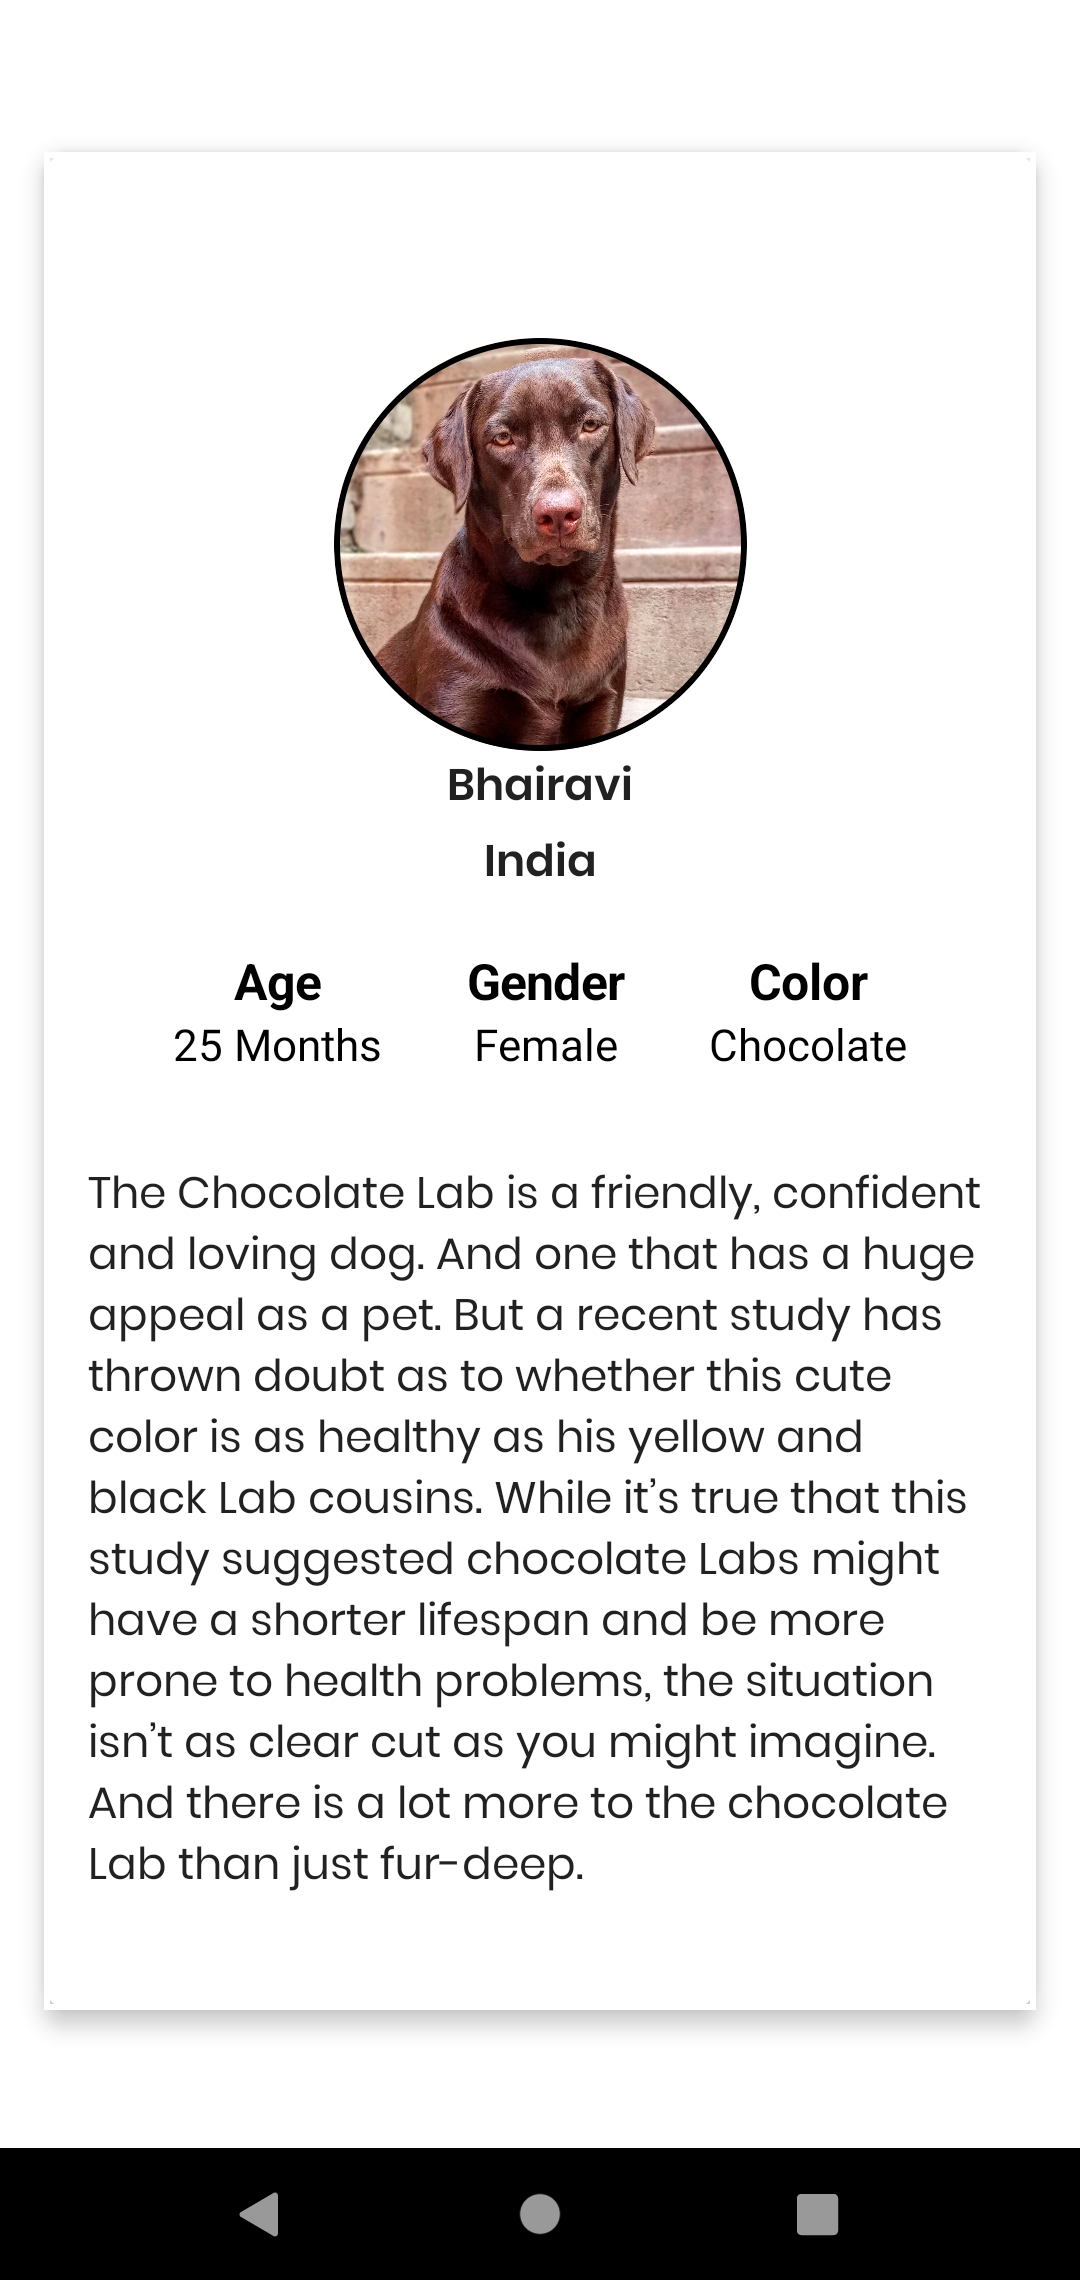 Bhairavi
India
Age Gender Color
25 Months Female Chocolate
The Chocolate Lab is a friendly, confident
and loving dog. And one that has a huge
appeal as a pet. But a recent study has
thrown doubt as to whether this cute
color is as healthy as his yellow and
black Lab cousins. While it’s true that this
study suggested chocolate Labs might
have a shorter lifespan and be more
prone to health problems, the situation
isn’t as clear cut as you might imagine.
And there is a lot more to the chocolate
Lab than just fur-deep.